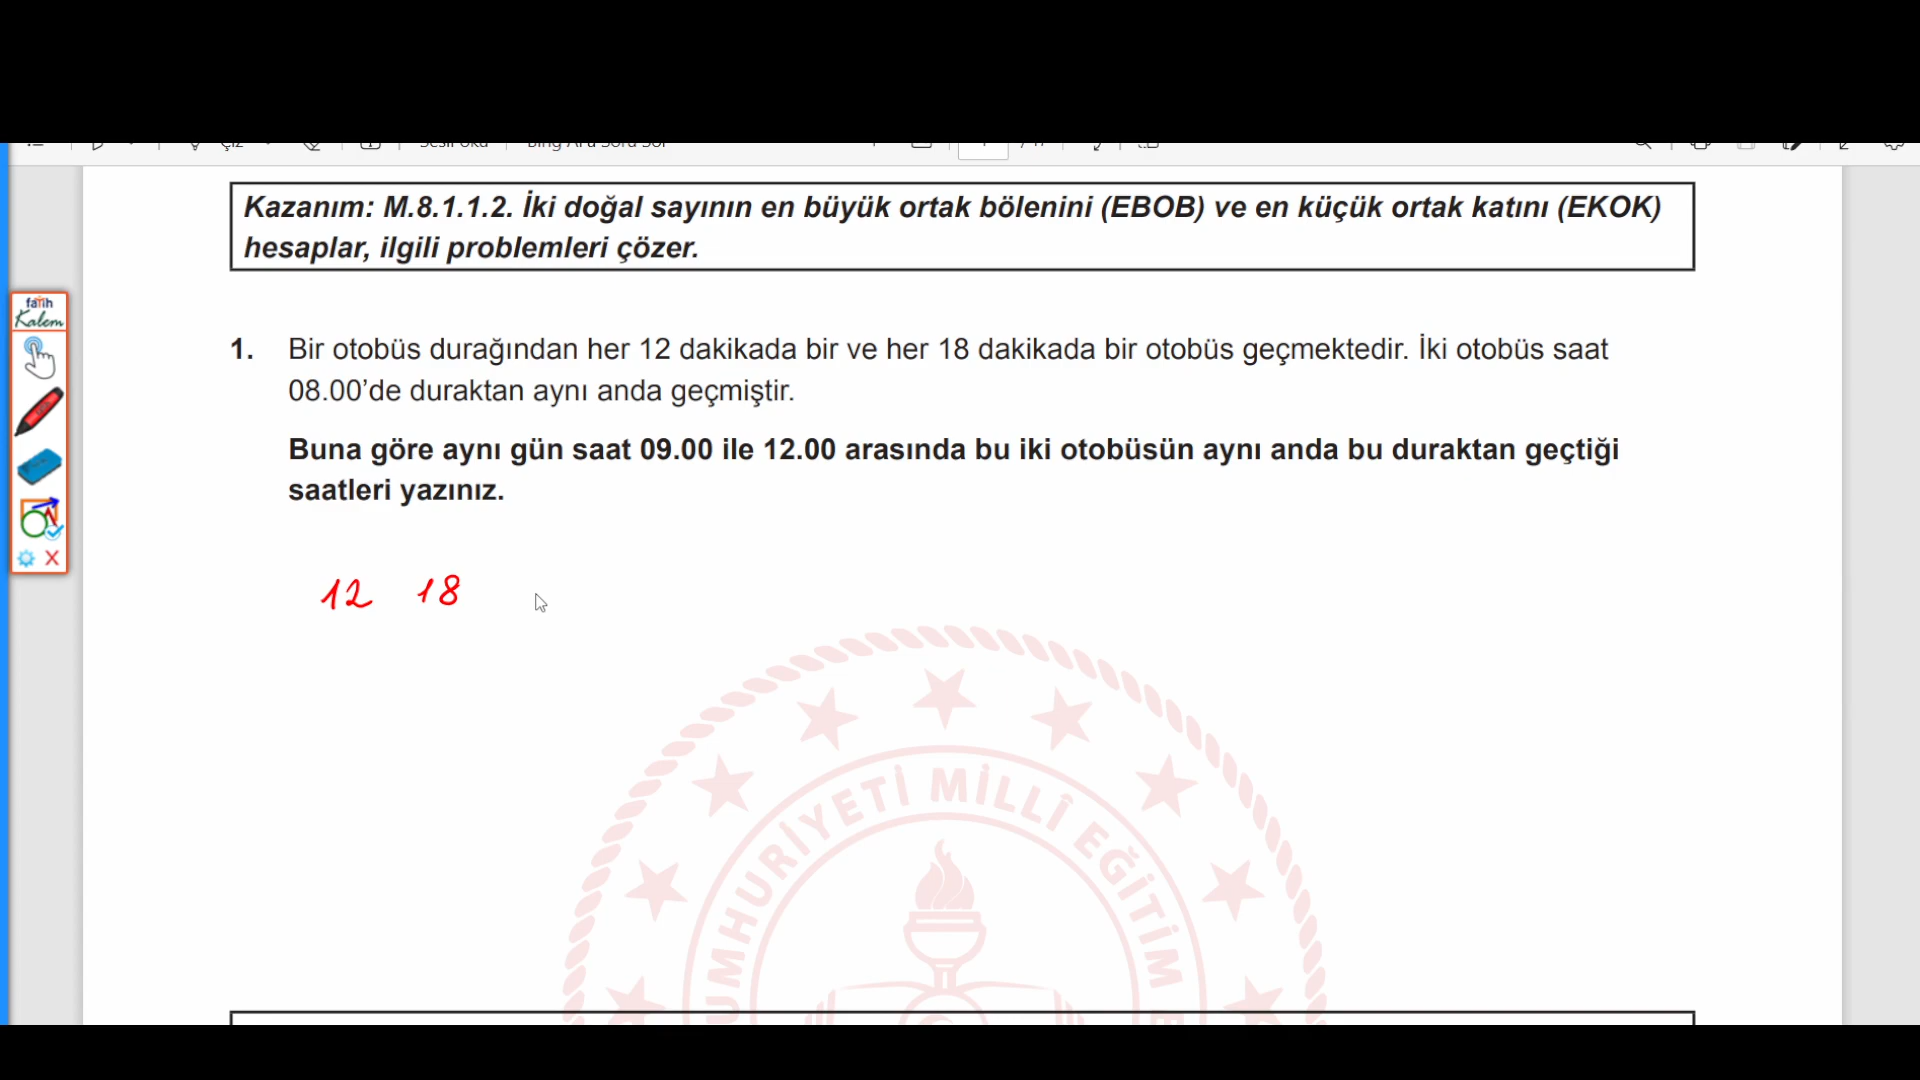 Kazanım: M.8.1.1.2. İki doğal sayının en büyük ortak bölenini (EBOB) ve en küçük ortak katını (EKOK)
hesaplar, ilgili problemleri çözer.
fatih
Kalem
1. Bir otobüs durağından her 12 dakikada bir ve her 18 dakikada bir otobüs geçmektedir. İki otobüs saat
08.00’de duraktan aynı anda geçmiştir.
Buna göre aynı gün saat 09.00 ile 12.00 arasında bu iki otobüsün aynı anda bu duraktan geçtiği
saatleri yazınız.
12 18
UMHURİYETİ MİLLÎ EĞİTİM